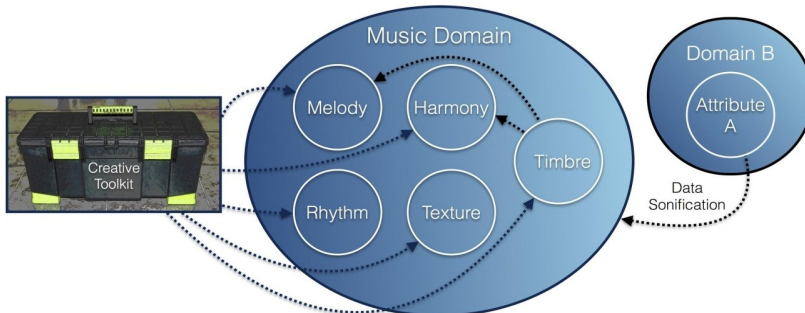 Music Domain
Domain B
Melody
Harmony
Attribute
A
Creative
Toolkit
Timbre
Rhythm
Texture
Data
Sonification